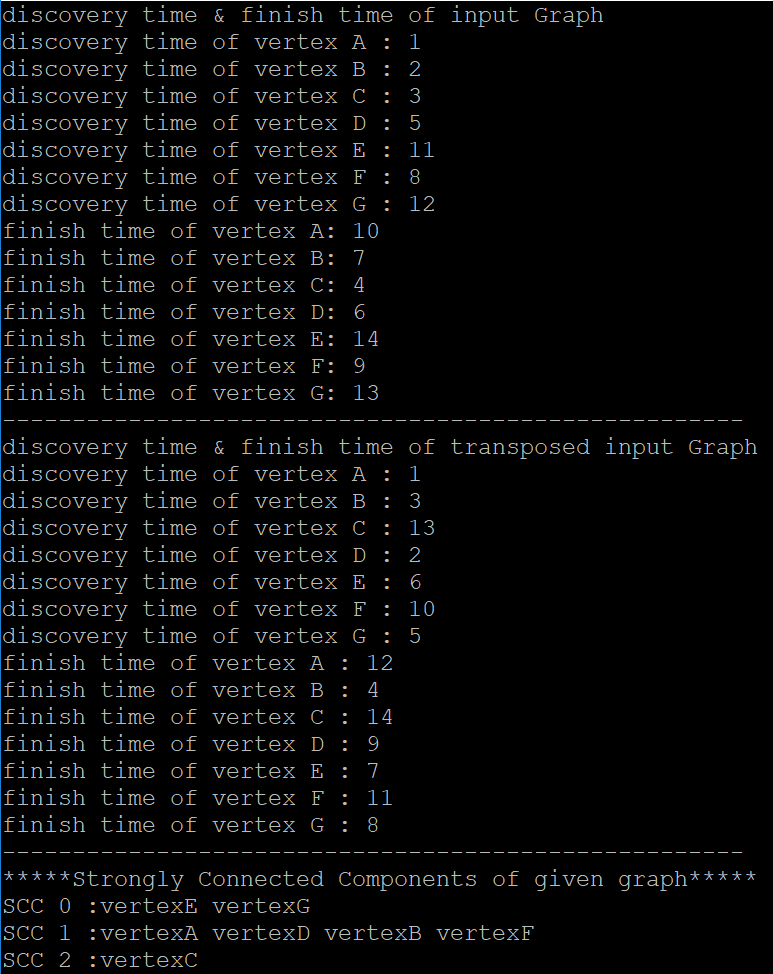 discovery time & finish time of input Graph
discovery time of vertex A : 1
discovery time of vertex B : 2
discovery time of vertex C : 3
discovery time of vertex D : 5
discovery time of vertex E : 11
discovery time of vertex F : 8
discovery time of vertex G : 12
finish time of vertex A: 10
finish time of vertex B: 7
finish time of vertex C: 4
finish time of vertex D: 6
finish time of vertex E: 14
finish time of vertex F: 9
finish time of vertex G: 13
-----------------------------------------------------
discovery time & finish time of transposed input Graph
discovery time of vertex A : 1
discovery time of vertex B : 3
discovery time of vertex C : 13
discovery time of vertex D : 2
discovery time of vertex E : 6
discovery time of vertex F : 10
discovery time of vertex G : 5
finish time of vertex A : 12
finish time of vertex B : 4
finish time of vertex C : 14
finish time of vertex D : 9
finish time of vertex E : 7
finish time of vertex F : 11
finish time of vertex G : 8
-----------------------------------------------------
*****Strongly Connected Components of given graph*****
SCC 0 :vertexE vertexG
SCC 1 :vertexA vertexD vertexB vertexF
SCC 2 :vertexC